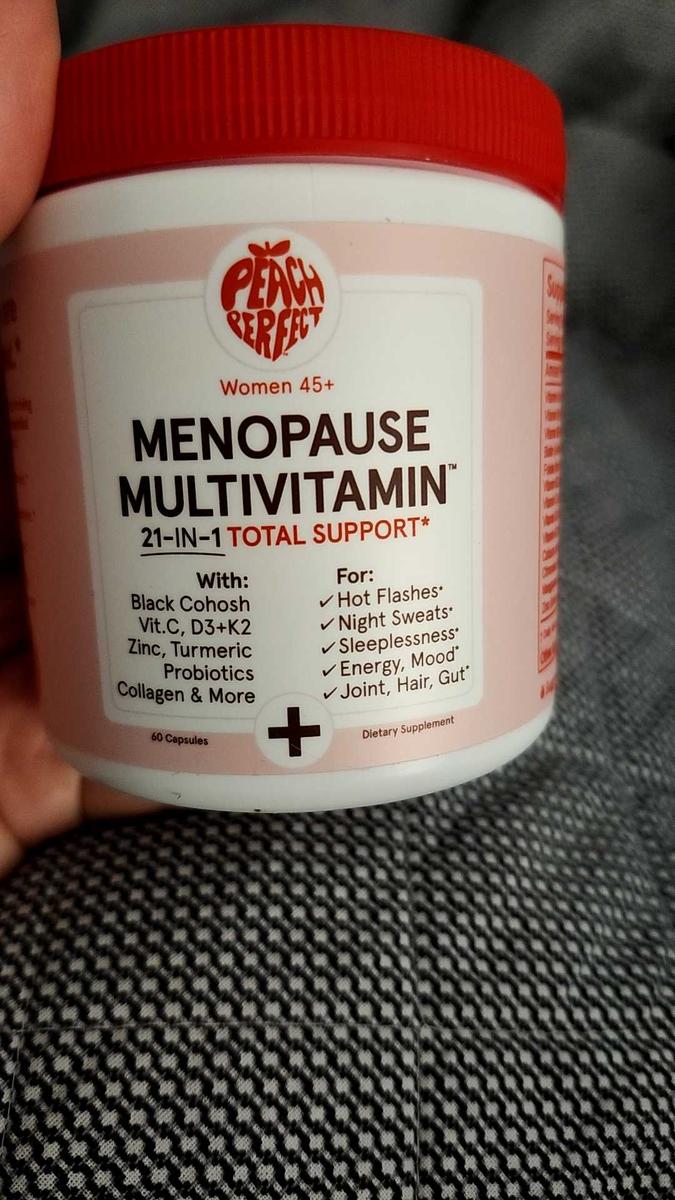 PEACH
PERFECT
Women 45+
MENOPAUSE
MULTIVITAMIN™
21-IN-1 TOTAL SUPPORT*
With:
Black Cohosh
Vit.C, D3+K2
Zinc, Turmeric
Probiotics
Collagen & More
For:
✓ Hot Flashes*
✓ Night Sweats*
✓ Sleeplessness*
✓ Energy, Mood*
✓ Joint, Hair, Gut*
60 Capsules
Dietary Supplement